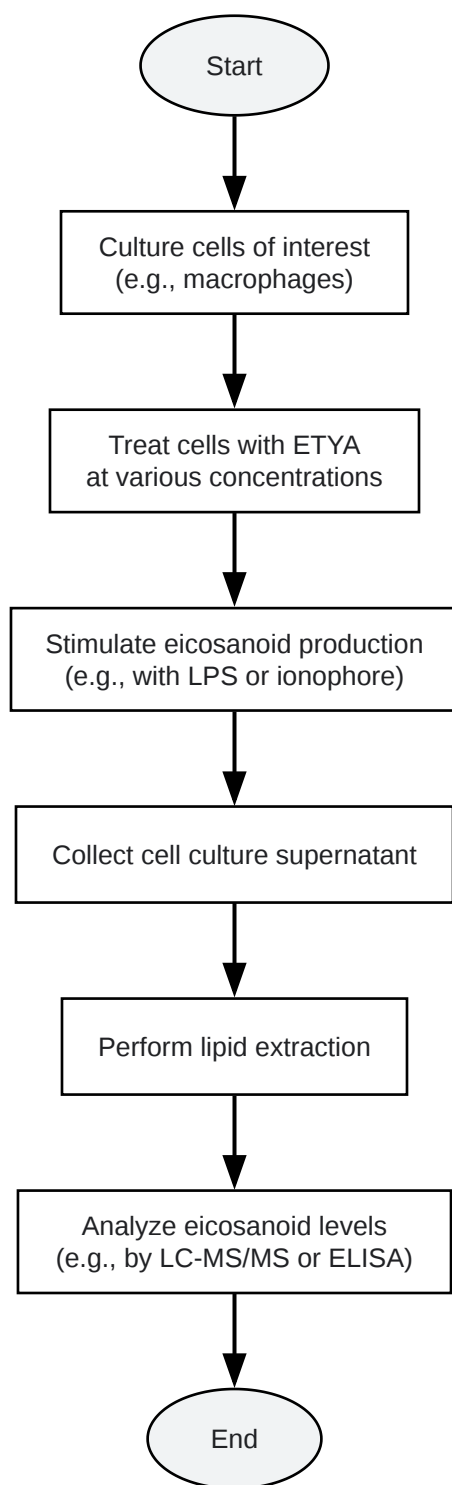 Start
Culture cells of interest
(e.g., macrophages)
Treat cells with ETYA
at various concentrations
Stimulate eicosanoid production
(e.g., with LPS or ionophore)
Collect cell culture supernatant
Perform lipid extraction
Analyze eicosanoid levels
(e.g., by LC-MS/MS or ELISA)
End